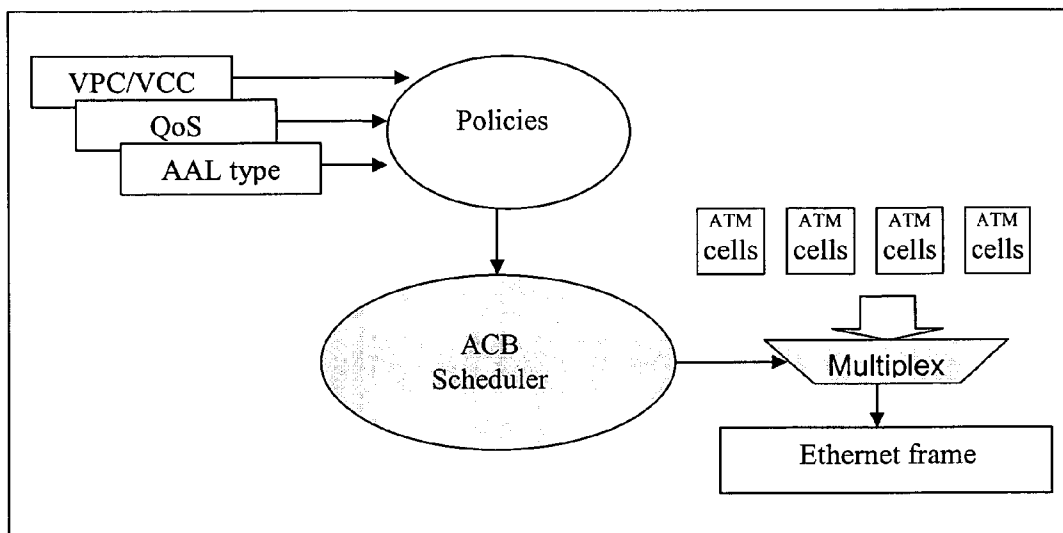 VPC/VCC
QoS
AAL type
Policies
ATM
cells
ATM
cells
ATM
cells
ATM
cells
ACB
Scheduler
Multiplex
Ethernet frame